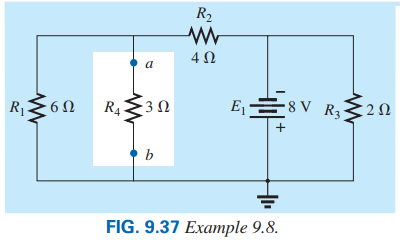 R₂
4 Ω
a
R₁ 6 Ω R₄ 3 Ω E₁ − 8 V R₃ 2 Ω
+
b
FIG. 9.37 Example 9.8.